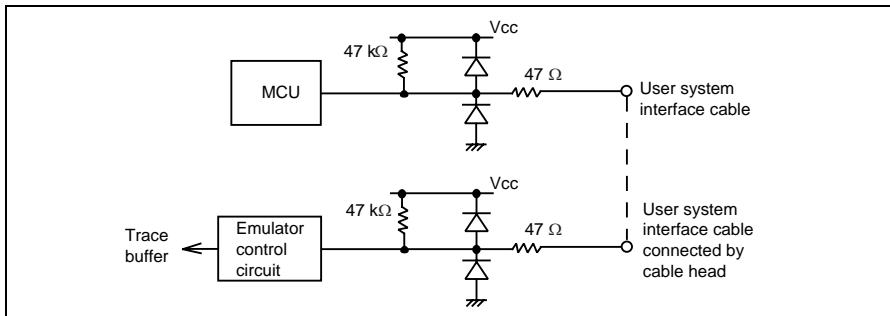 Vcc
47 kΩ
47 Ω
MCU
User system
interface cable
Vcc
47 kΩ
47 Ω
Trace
buffer
Emulator
control
circuit
User system
interface cable
connected by
cable head